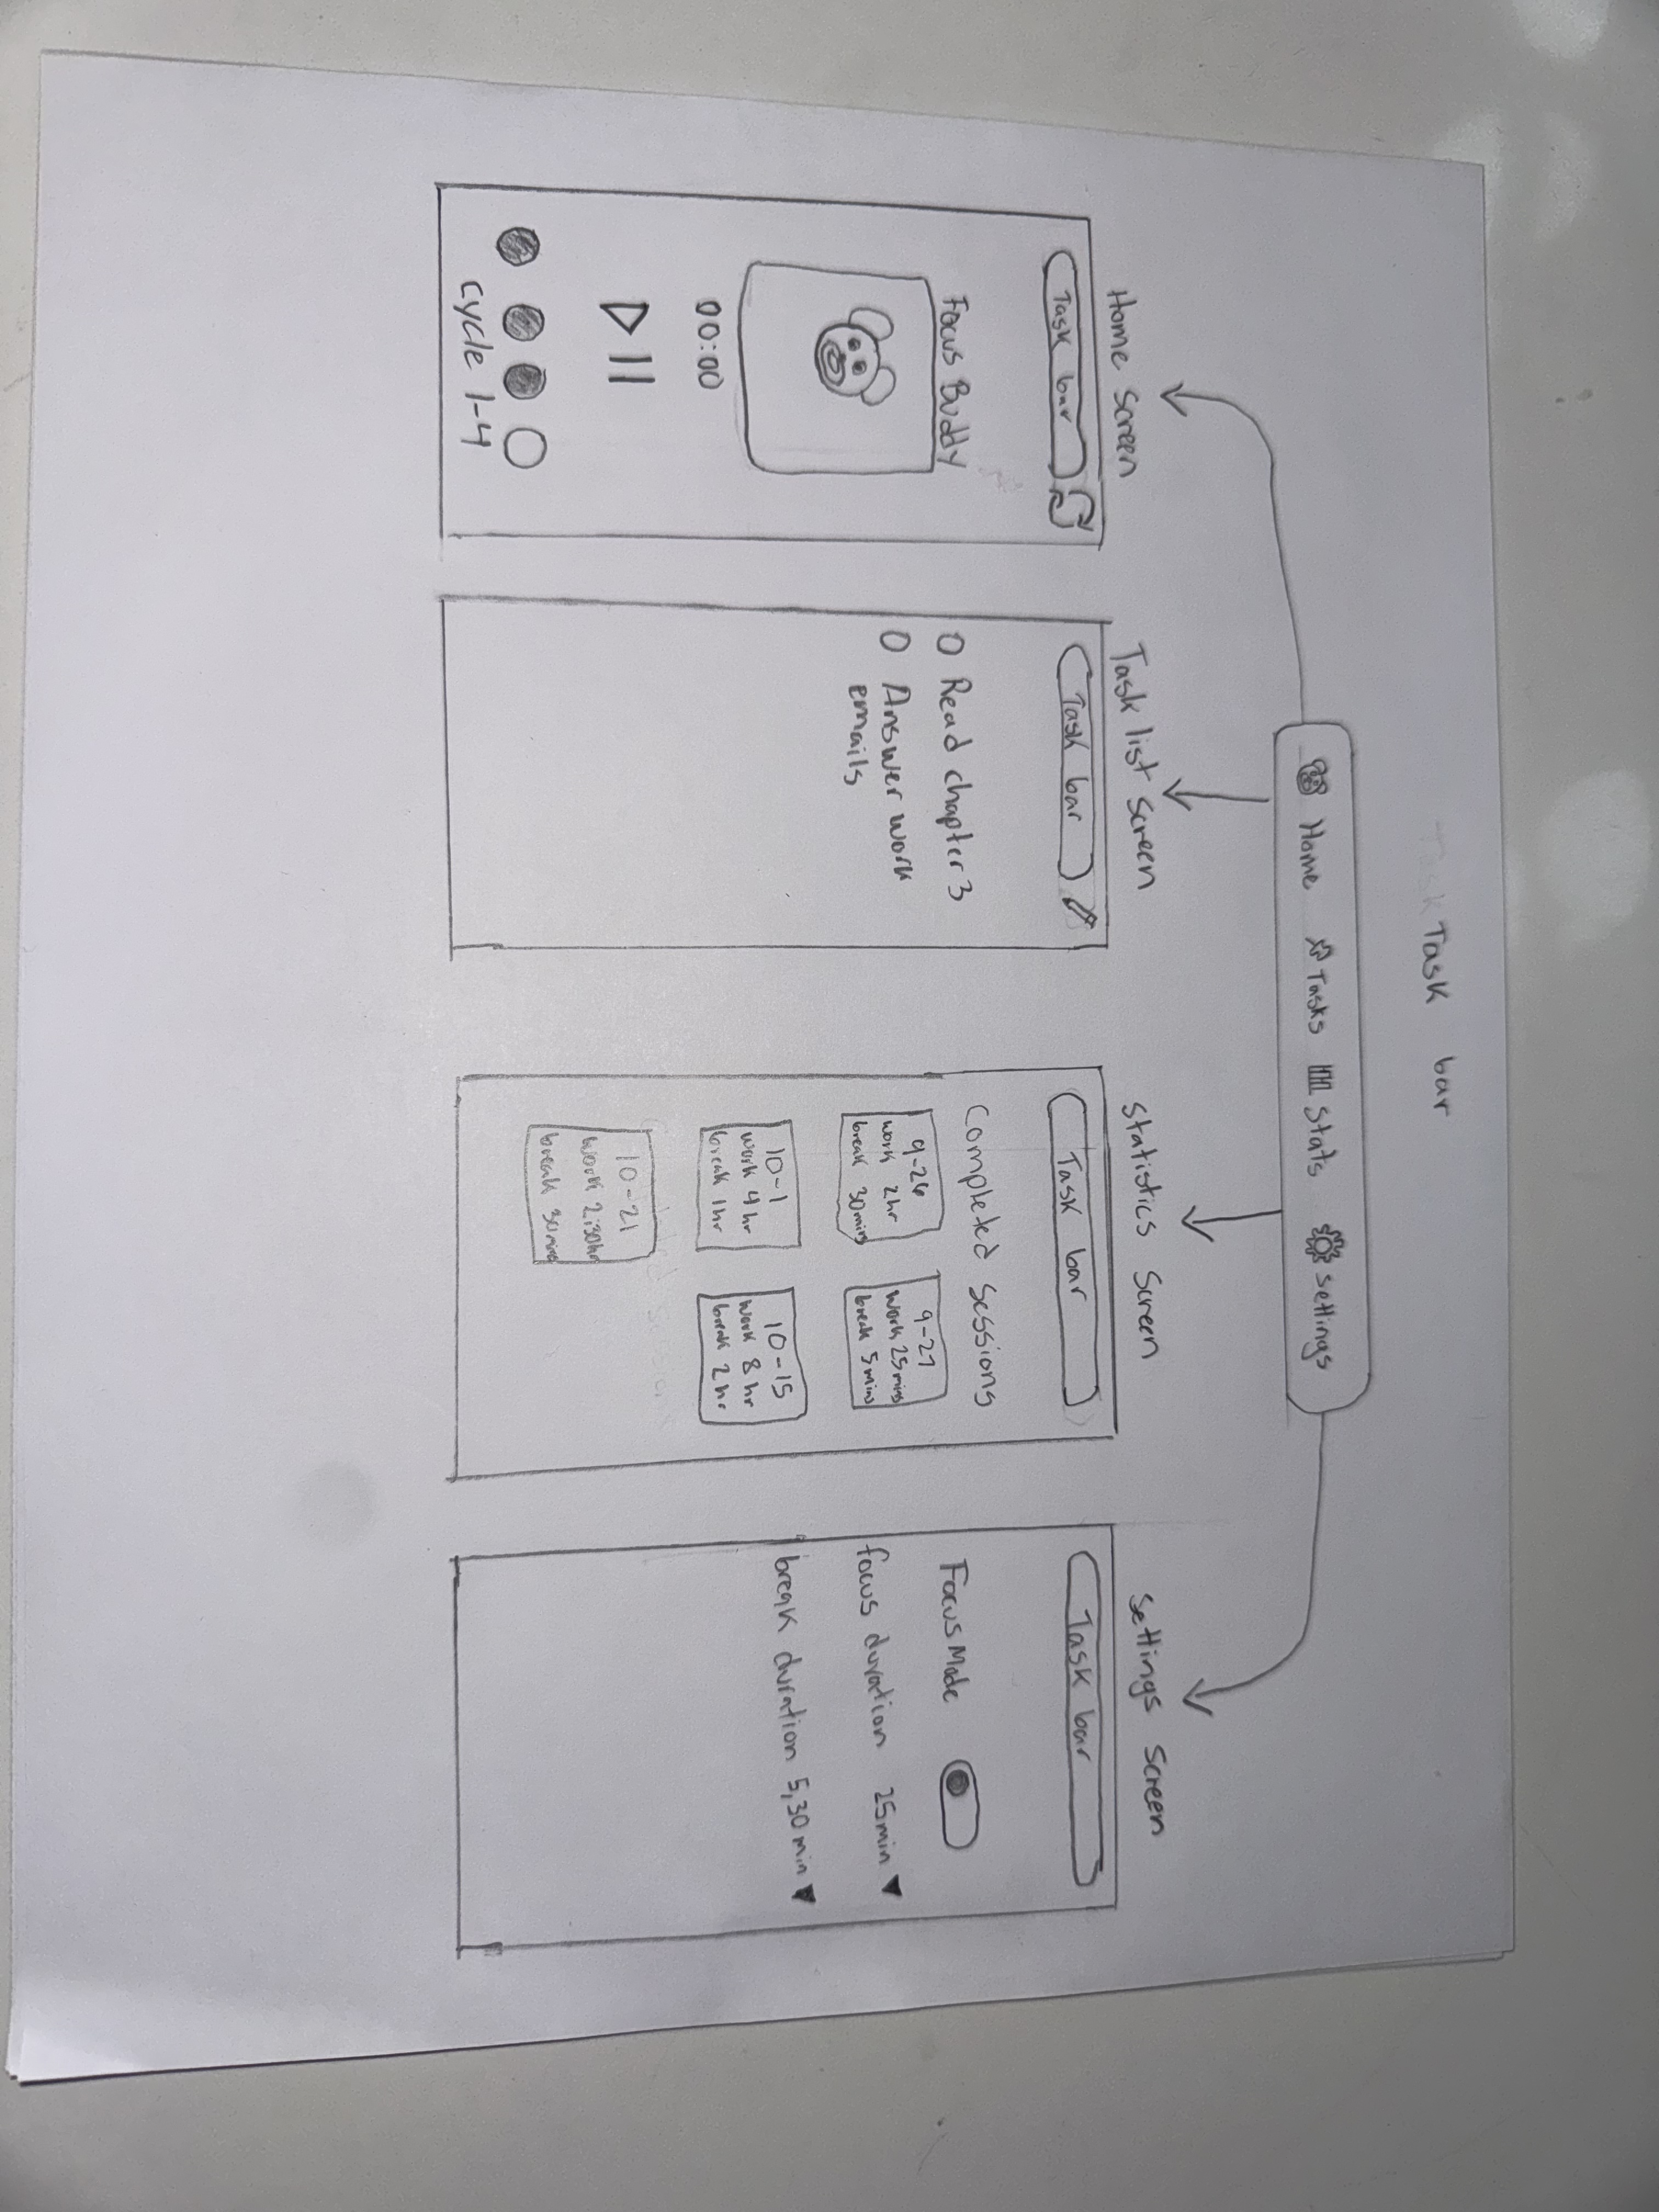 Task bar
Home Tasks Stats Settings
Home Screen
Task bar
Focus Buddy
00:00
Cycle 1-4
Task list Screen
Task bar
Read chapter 3
Answer work
emails
Statistics Screen
Task bar
Completed Sessions
9-26
work 2hr
break 30mins
9-27
work 25mins
break 5mins
10-1
work 4hr
break 1hr
10-15
work 8hr
break 2hr
10-21
work 2:30hr
break 30mins
Settings Screen
Task bar
Focus Mode
focus duration 25min
break duration 5,30min